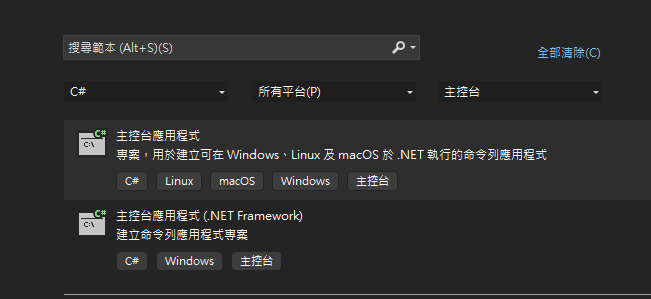 搜尋範本 (Alt+S)(S)
全部清除(C)
C# 所有平台(P) 主控台
C#
C:\
主控台應用程式
專案，用於建立可在 Windows、Linux 及 macOS 於 .NET 執行的命令列應用程式
C# Linux macOS Windows 主控台
C#
C:\
主控台應用程式 (.NET Framework)
建立命令列應用程式專案
C# Windows 主控台